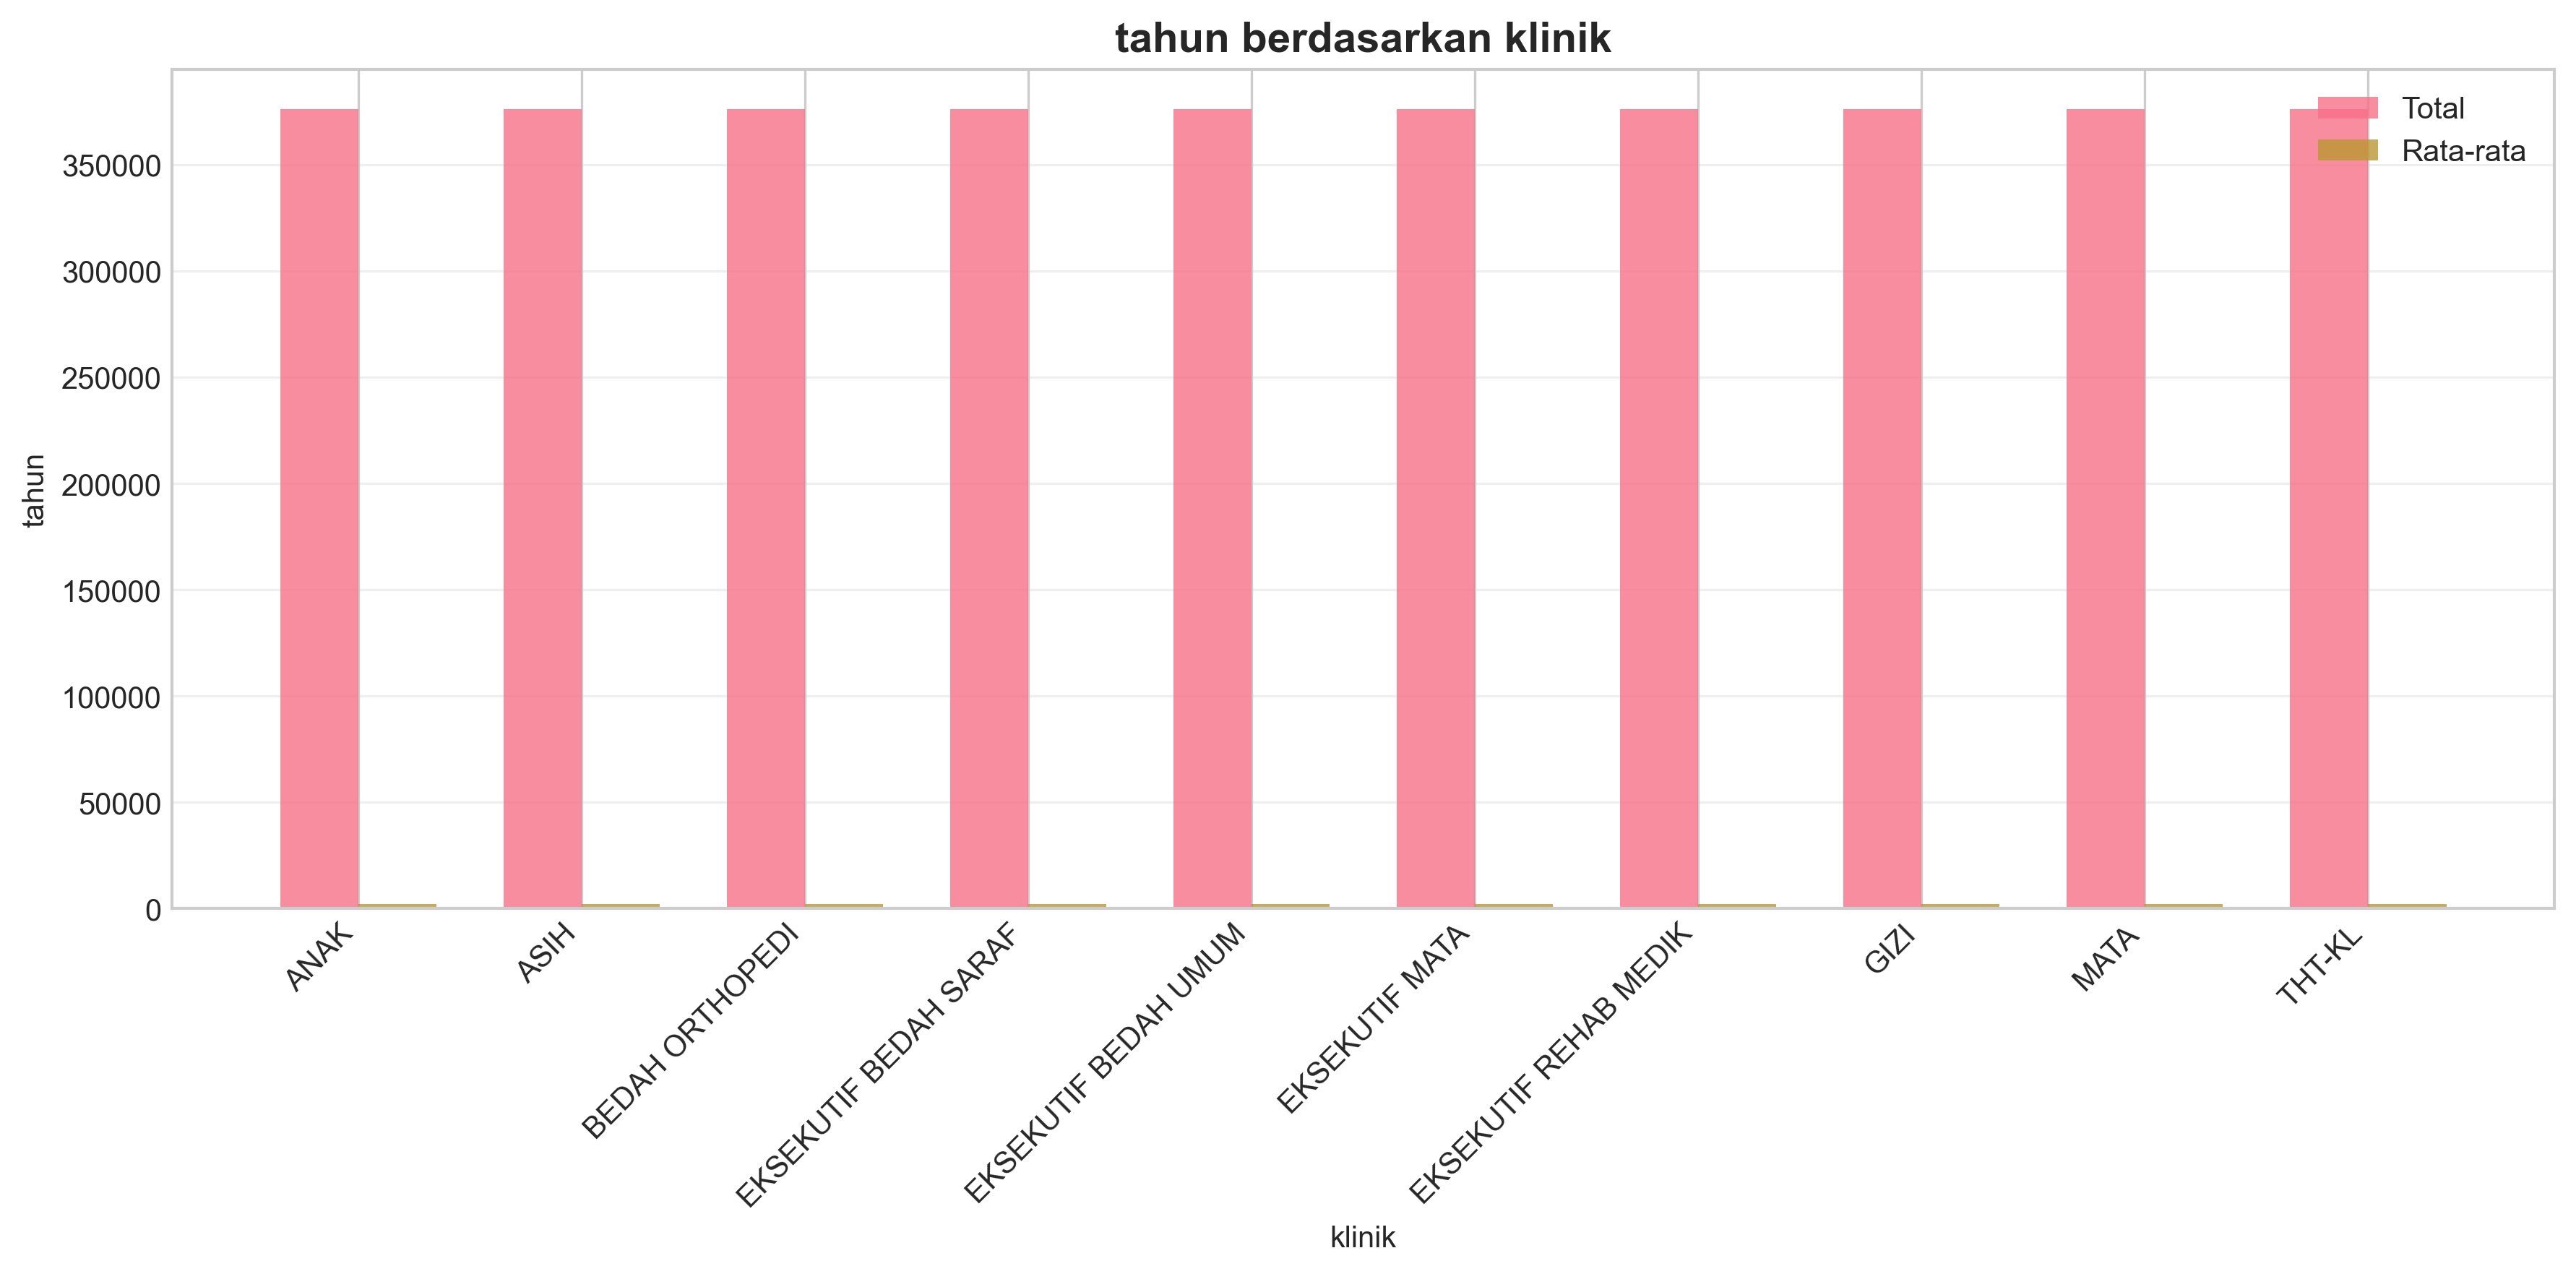 tahun berdasarkan klinik
Total
Rata-rata
350000
300000
250000
200000
150000
100000
50000
0
tahun
ANAK
ASIH
BEDAH ORTHOPEDI
EKSEKUTIF BEDAH SARAF
EKSEKUTIF BEDAH UMUM
EKSEKUTIF MATA
EKSEKUTIF REHAB MEDIK
GIZI
MATA
THT-KL
klinik